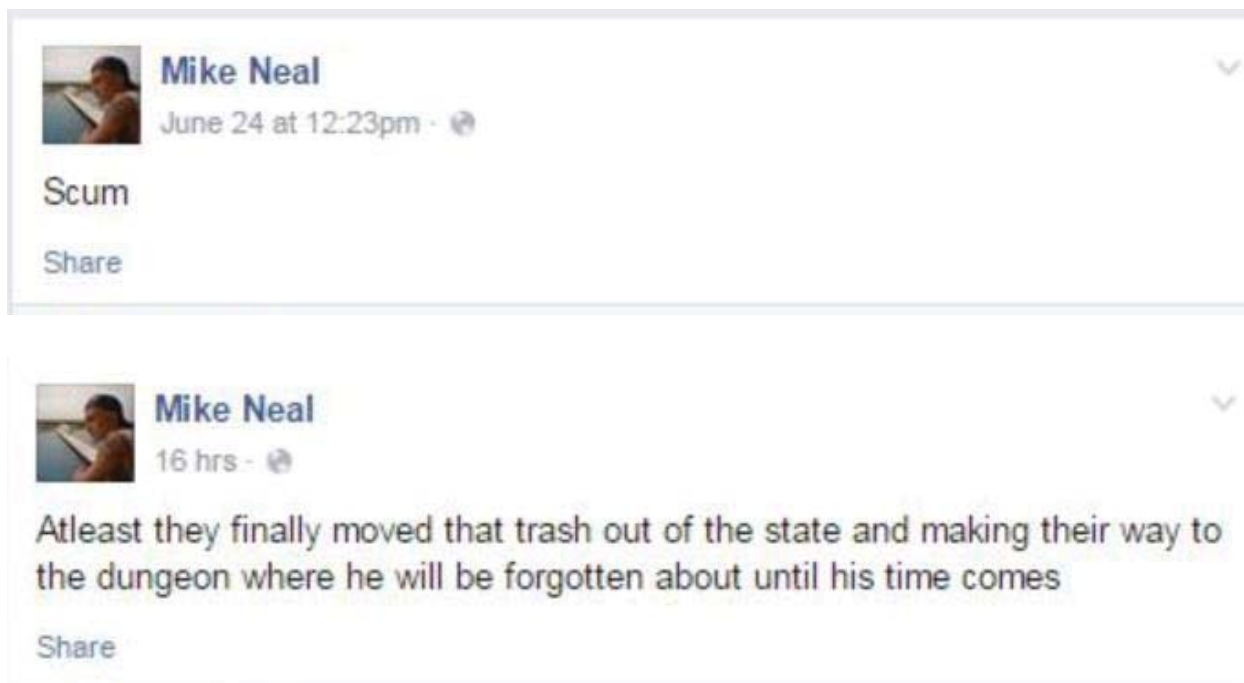 Mike Neal
June 24 at 12:23pm ·
Scum
Share
Mike Neal
16 hrs ·
Atleast they finally moved that trash out of the state and making their way to
the dungeon where he will be forgotten about until his time comes
Share